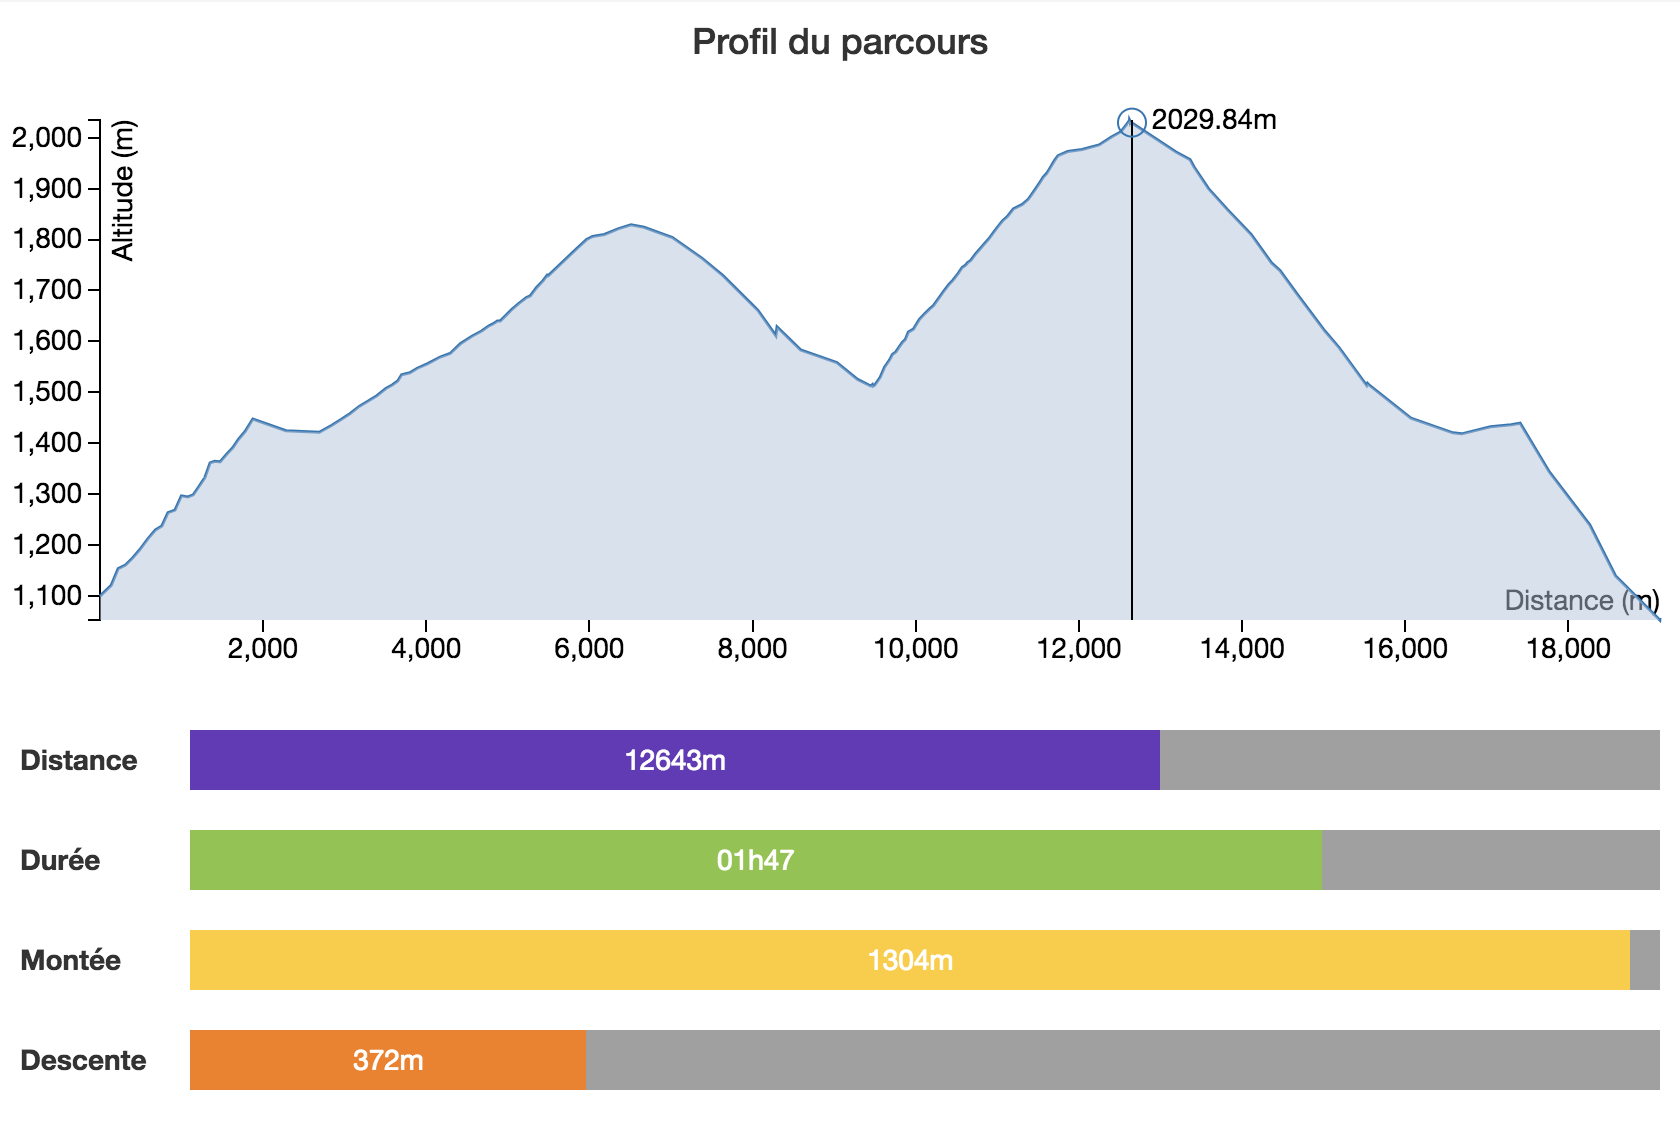 Profil du parcours
2029.84m
Altitude (m)
2,000
1,900
1,800
1,700
1,600
1,500
1,400
1,300
1,200
1,100
Distance (m)
2,000 4,000 6,000 8,000 10,000 12,000 14,000 16,000 18,000
Distance 12643m
Durée 01h47
Montée 1304m
Descente 372m